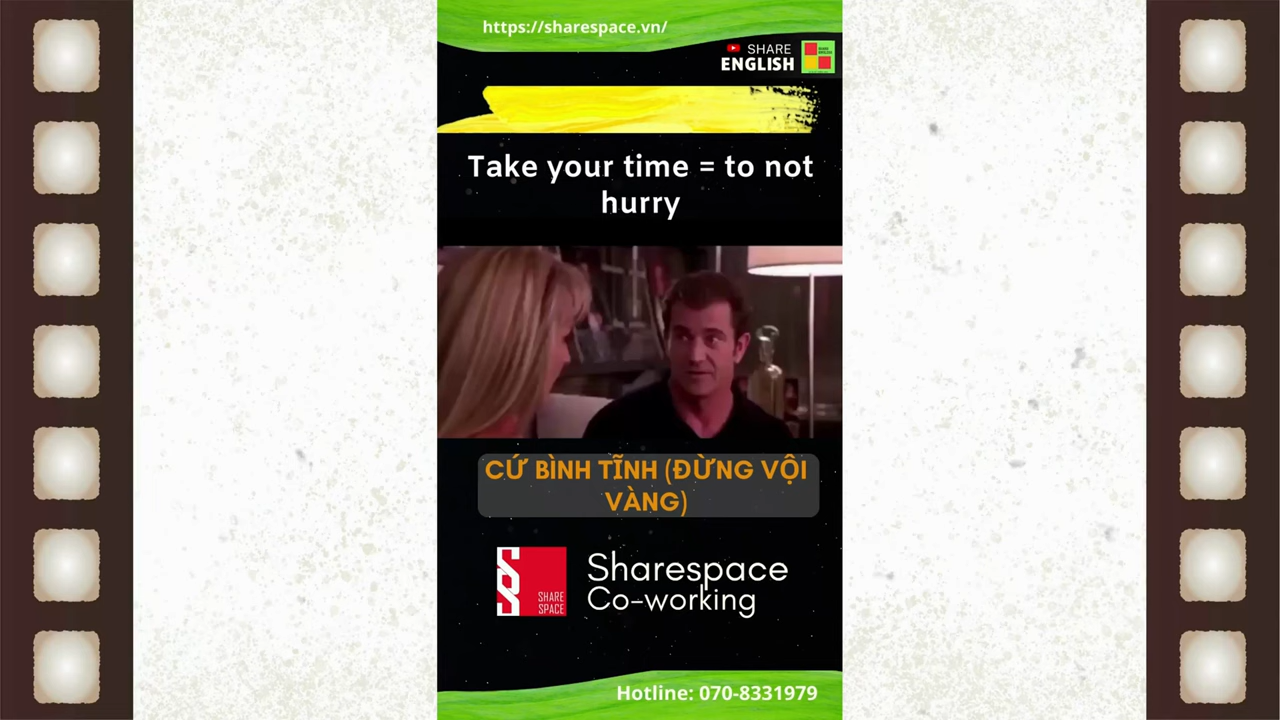 https://sharespace.vn/
SHARE
ENGLISH
Take your time = to not
hurry
CỨ BÌNH TĨNH (ĐỪNG VỘI
VÀNG)
SHARE
SPACE
Sharespace
Co-working
Hotline: 070-8331979